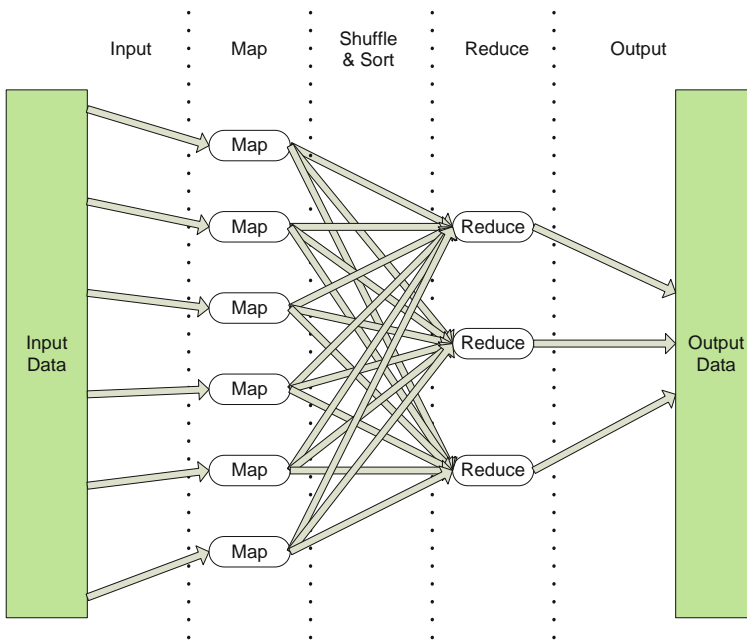 Input
Map
Shuffle
& Sort
Reduce
Output
Input
Data
Map
Map
Map
Map
Map
Map
Reduce
Reduce
Reduce
Output
Data